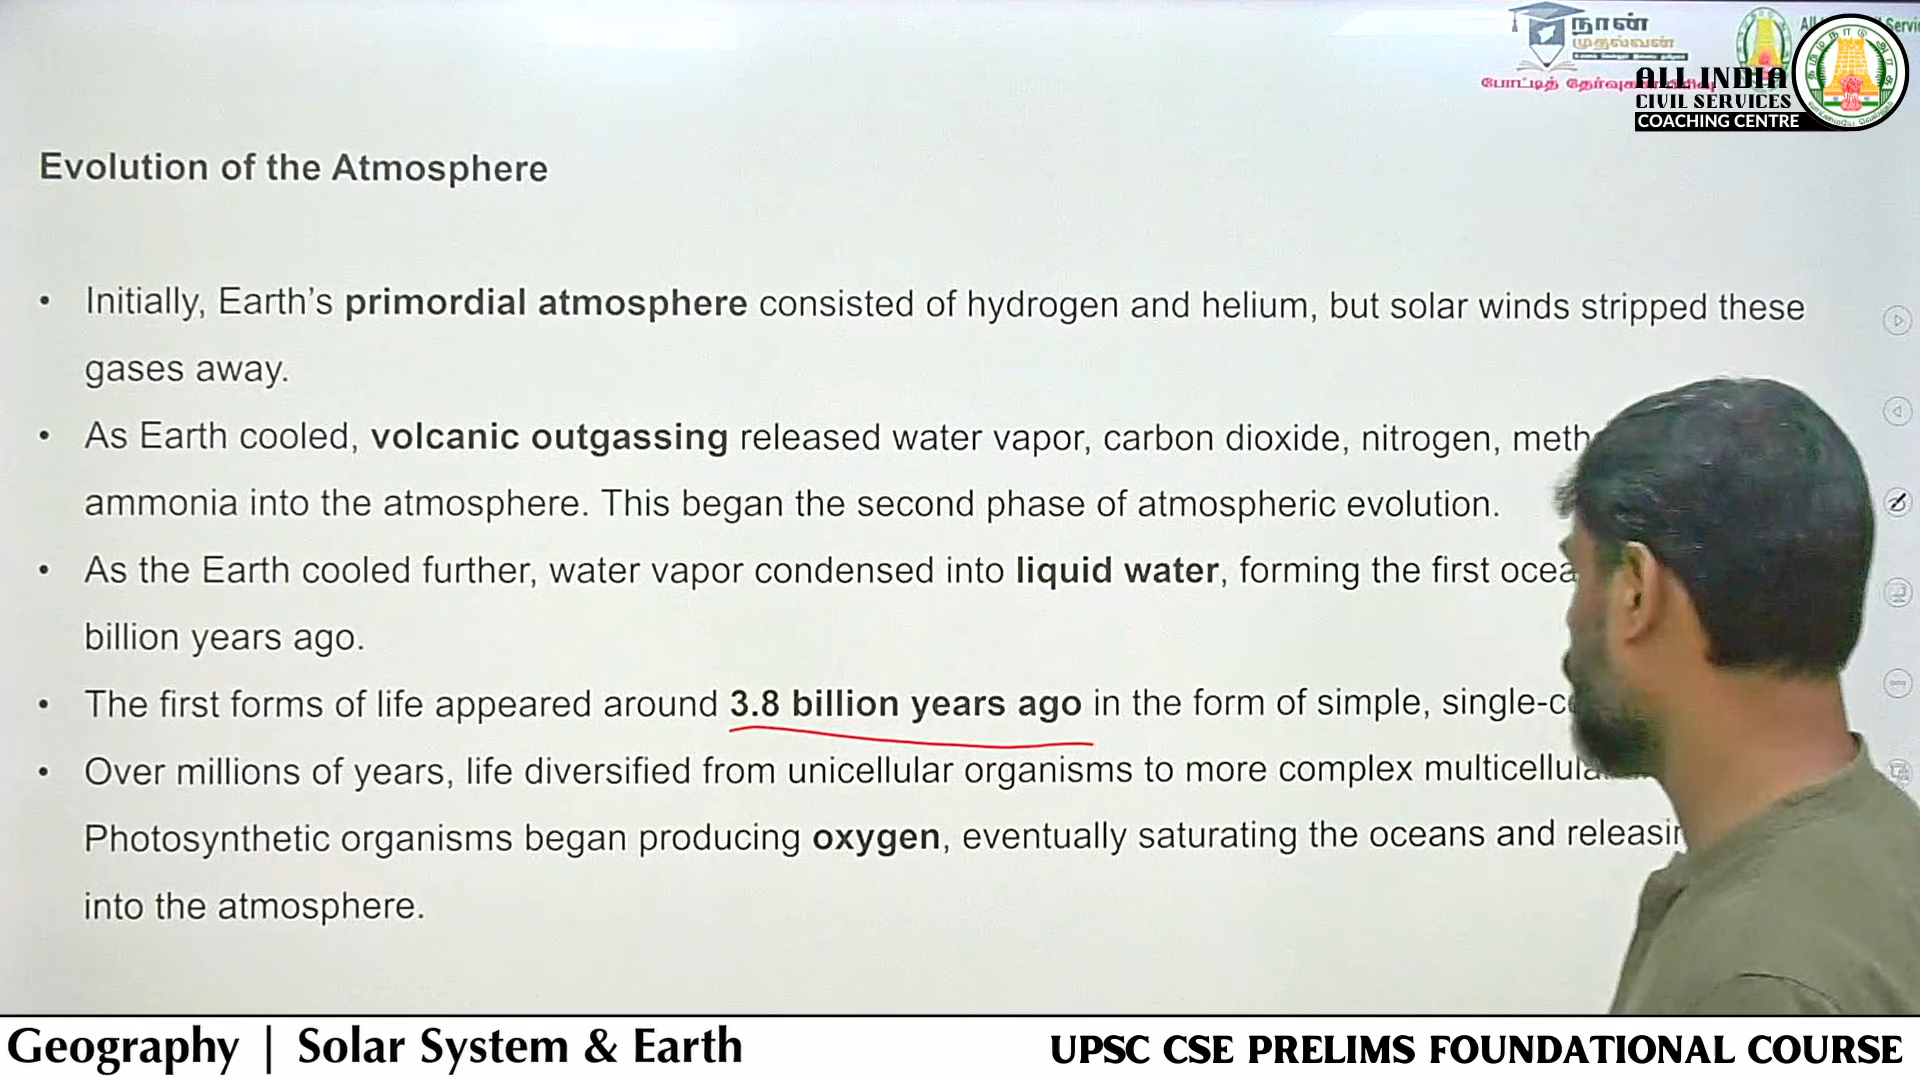 நான்
முதல்வன்
போட்டித்
ALL INDIA
CIVIL SERVICES
COACHING CENTRE
Evolution of the Atmosphere
• Initially, Earth’s primordial atmosphere consisted of hydrogen and helium, but solar winds stripped these
gases away.
• As Earth cooled, volcanic outgassing released water vapor, carbon dioxide, nitrogen,
ammonia into the atmosphere. This began the second phase of atmospheric evolution.
• As the Earth cooled further, water vapor condensed into liquid water, forming the first
billion years ago.
• The first forms of life appeared around 3.8 billion years ago in the form of simple,
• Over millions of years, life diversified from unicellular organisms to more complex
Photosynthetic organisms began producing oxygen, eventually saturating the oceans and
into the atmosphere.
Geography | Solar System & Earth
UPSC CSE PRELIMS FOUNDATIONAL COURSE